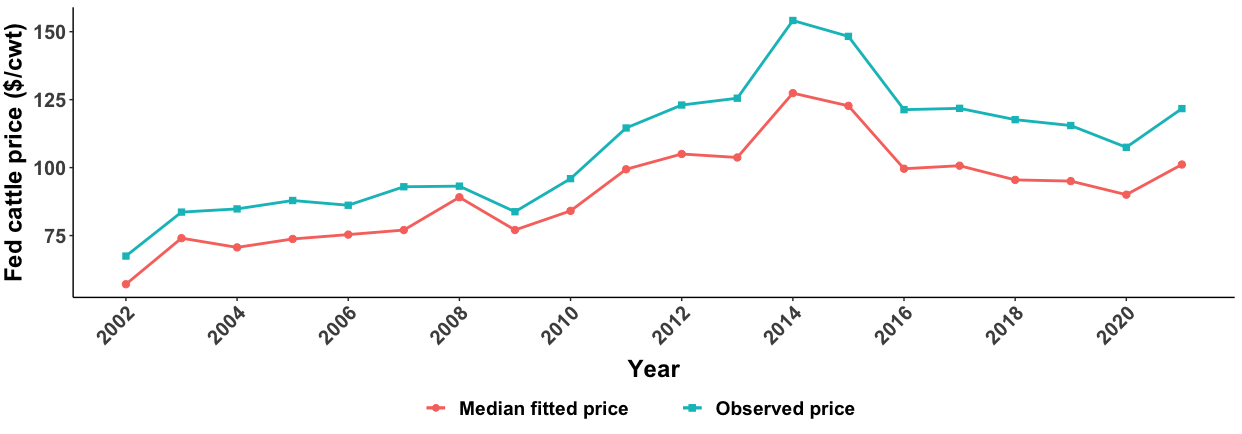 Fed cattle price ($/cwt)
150
125
100
75
2002 2004 2006 2008 2010 2012 2014 2016 2018 2020
Year
Median fitted price Observed price